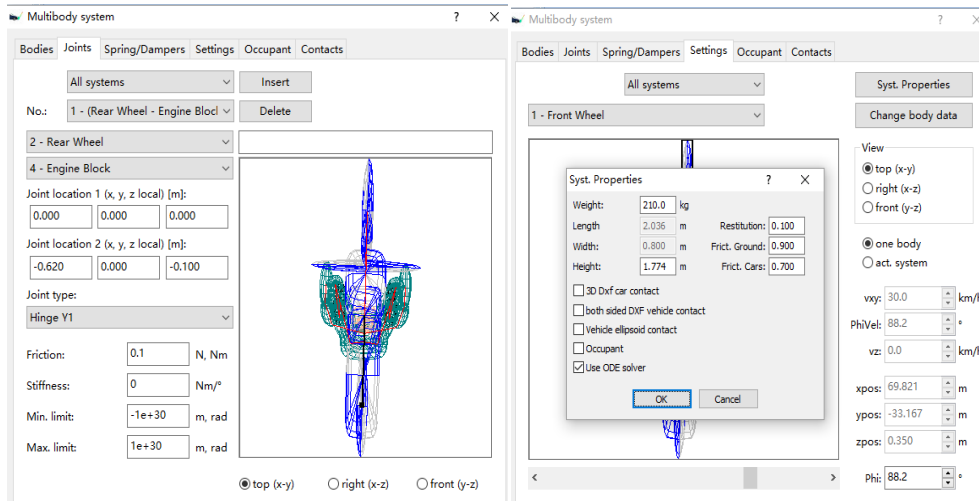 Multibody system ? X
Bodies Joints Spring/Dampers Settings Occupant Contacts
All systems Insert
No.: 1 - (Rear Wheel - Engine Bloc Delete
2 - Rear Wheel
4 - Engine Block
Joint location 1 (x, y, z local) [m]:
0.000 0.000 0.000
Joint location 2 (x, y, z local) [m]:
-0.620 0.000 -0.100
Joint type:
Hinge Y1
Friction: 0.1 N, Nm
Stiffness: 0 Nm/°
Min. limit: -1e+30 m, rad
Max. limit: 1e+30 m, rad
top (x-y) right (x-z) front (y-z)
Multibody system ? X
Bodies Joints Spring/Dampers Settings Occupant Contacts
All systems Syst. Properties
1 - Front Wheel Change body data
Syst. Properties ? X
Weight: 210.0 kg
Length 2.036 m Restitution: 0.100
Width: 0.800 m Frict. Ground: 0.900
Height: 1.774 m Frict. Cars: 0.700
3D Dxf car contact
both sided DXF vehicle contact
Vehicle ellipsoid contact
Occupant
Use ODE solver
OK Cancel
View
top (x-y)
right (x-z)
front (y-z)
one body
act. system
vxy: 30.0 km/h
PhiVel: 88.2 °
vz: 0.0 km/h
xpos: 69.821 m
ypos: -33.167 m
zpos: 0.350 m
Phi: 88.2 °